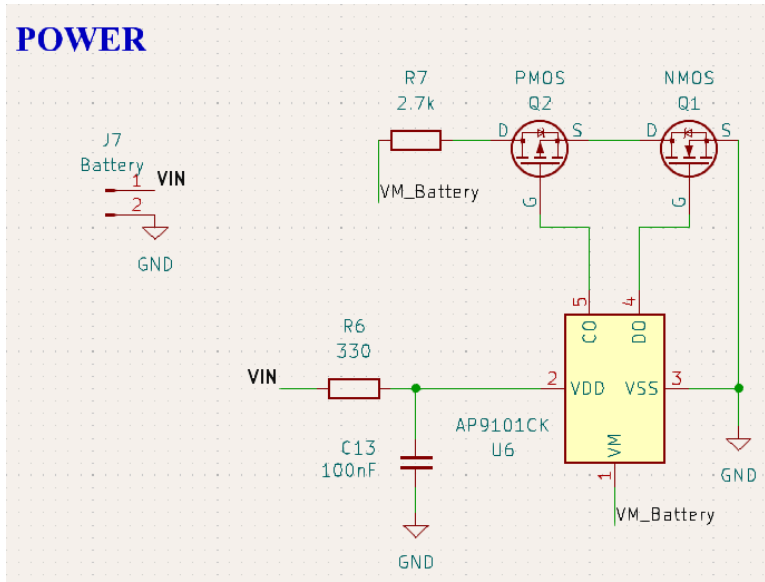 POWER
R7
2.7k
PMOS
Q2
NMOS
Q1
J7
Battery
1
VIN
2
GND
D
S
D
S
VM_Battery
G
G
5
4
CO
DO
R6
330
VIN
2
VDD
VSS
3
AP9101CK
U6
VM
1
C13
100nF
GND
GND
VM_Battery